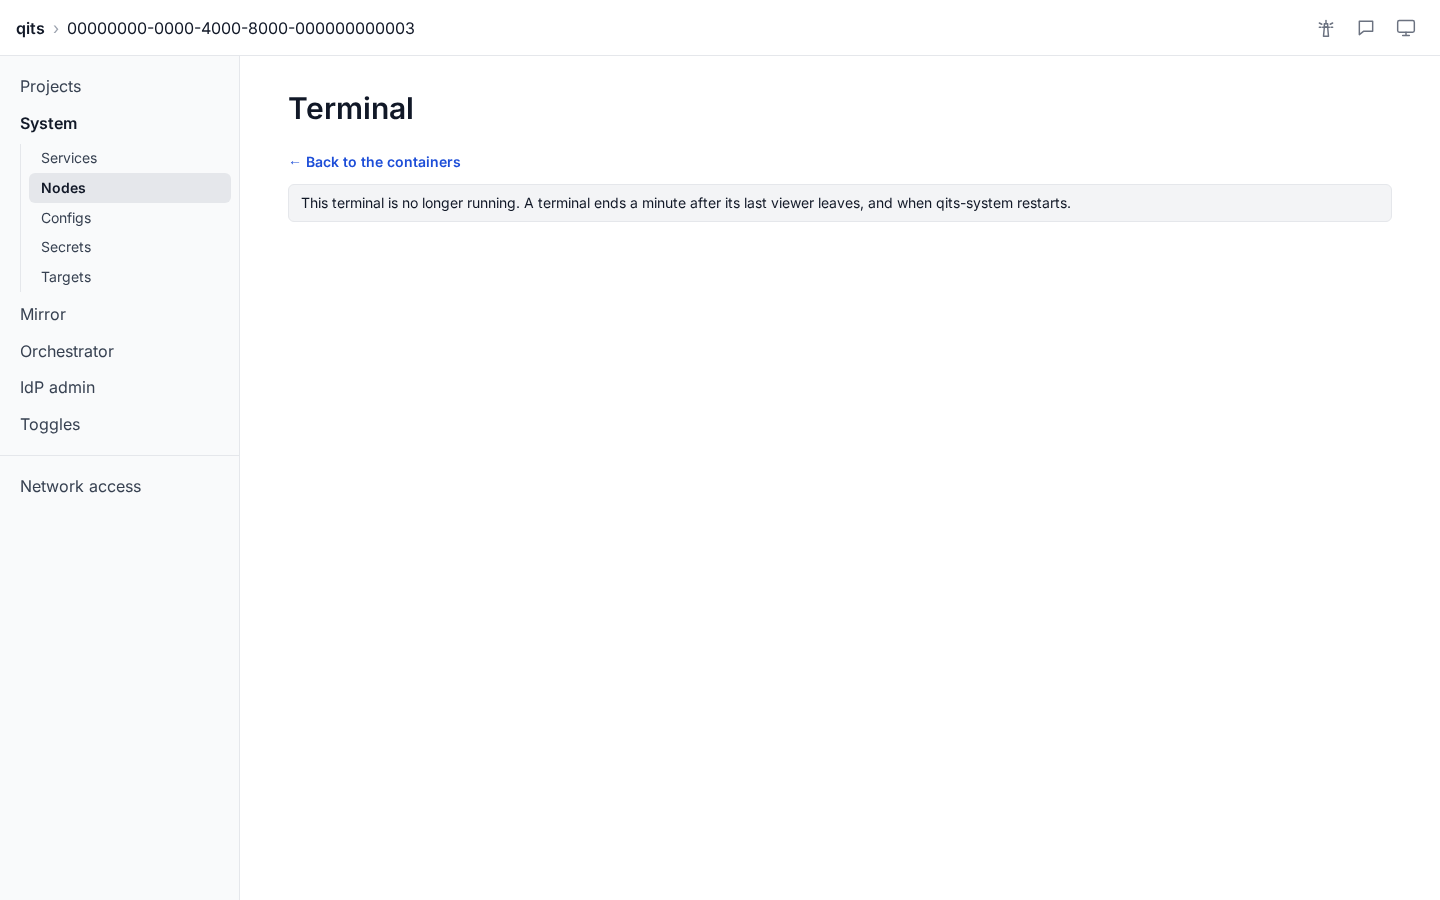 qits › 00000000-0000-4000-8000-000000000003
Projects
System
Services
Nodes
Configs
Secrets
Targets
Mirror
Orchestrator
IdP admin
Toggles
Network access
Terminal
← Back to the containers
This terminal is no longer running. A terminal ends a minute after its last viewer leaves, and when qits-system restarts.